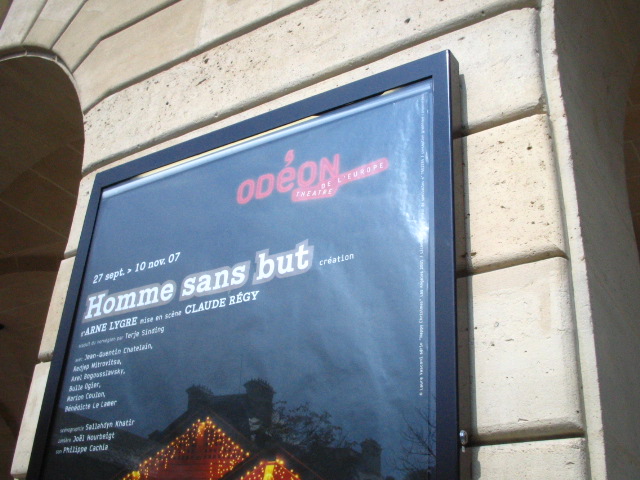 ODÉON
THÉATRE DE L'EUROPE
27 sept. > 10 nov. 07
Homme sans but création
d'ARNE LYGRE mise en scène CLAUDE RÉGY
traduit du norvégien par Terje Sinding
avec Jean-Quentin Chatelain,
Redjep Mitrovitsa,
Axel Bogousslavsky,
Bulle Ogier,
Marion Coulon,
Bénédicte Le Lamer
scénographie Sallahdyn Khatir
lumière Joël Hourbeigt
son Philippe Cachia